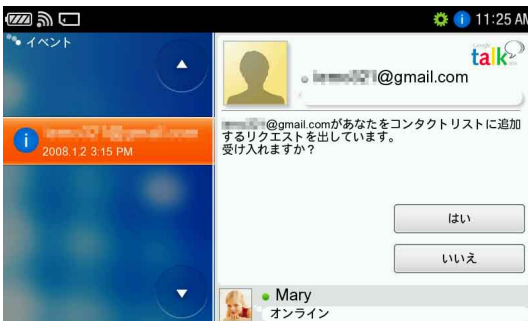 11:25 AM
イベント
2008.1.2 3:15 PM
Google
talk
@gmail.com
@gmail.comがあなたをコンタクトリストに追加
するリクエストを出しています。
受け入れますか？
はい
いいえ
Mary
オンライン